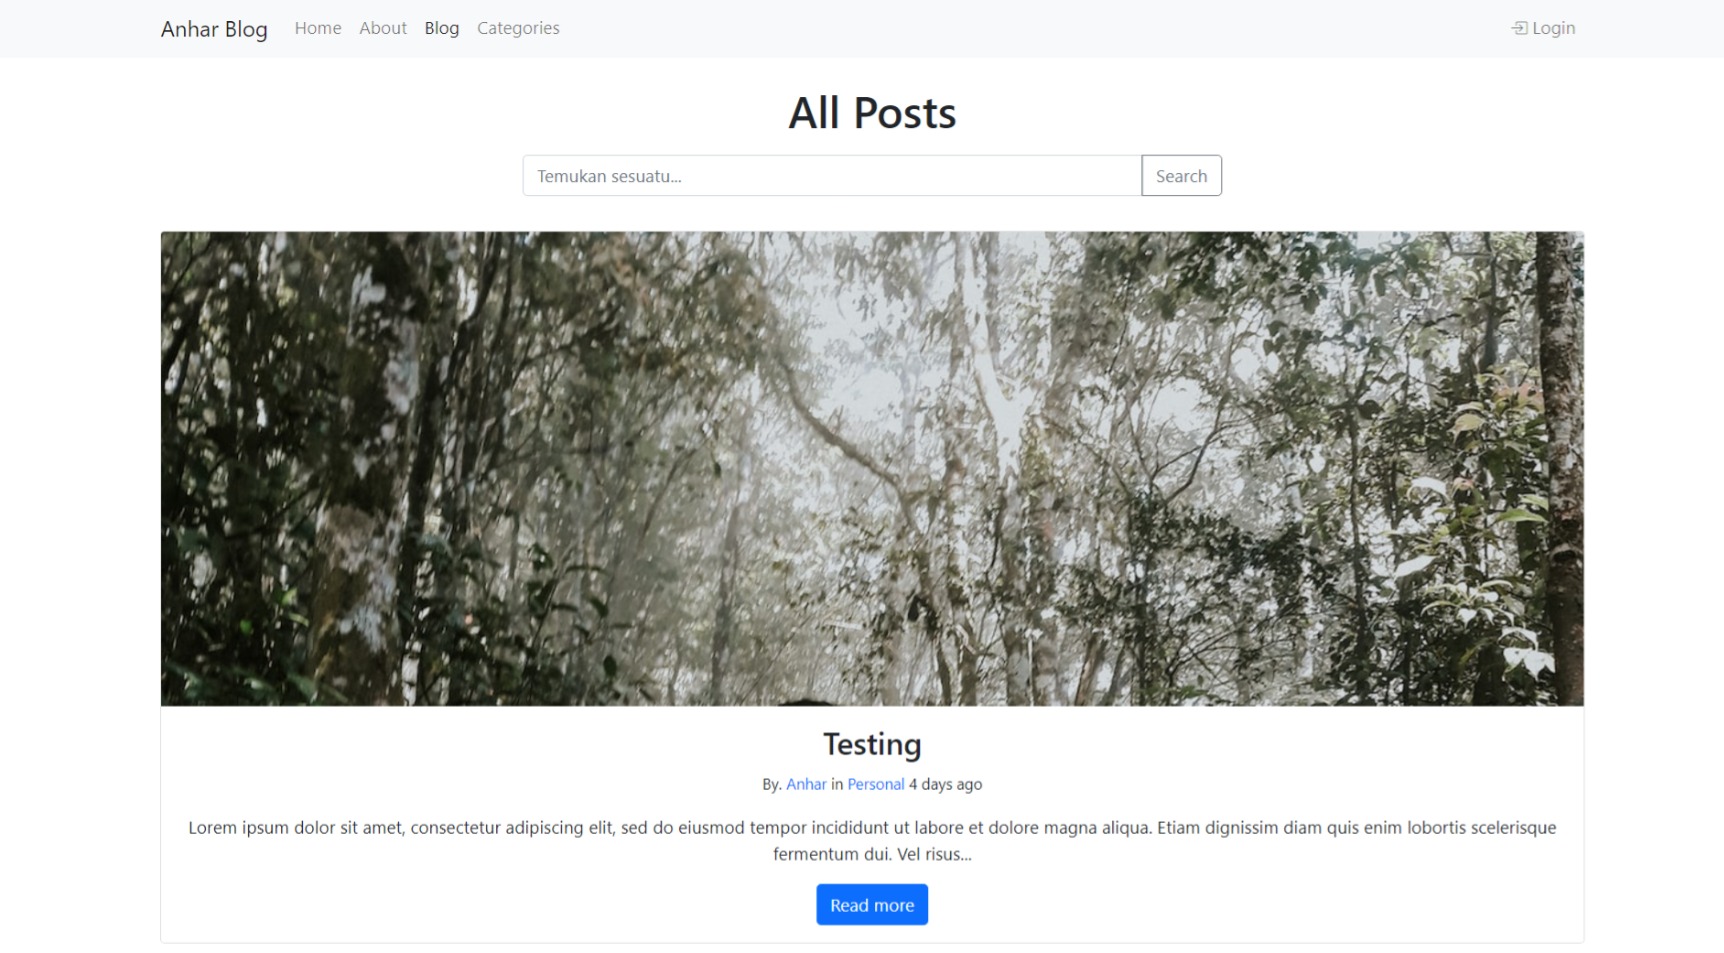 Anhar Blog Home About Blog Categories Login
All Posts
Temukan sesuatu... Search
Testing
By. Anhar in Personal 4 days ago
Lorem ipsum dolor sit amet, consectetur adipiscing elit, sed do eiusmod tempor incididunt ut labore et dolore magna aliqua. Etiam dignissim diam quis enim lobortis scelerisque
fermentum dui. Vel risus...
Read more